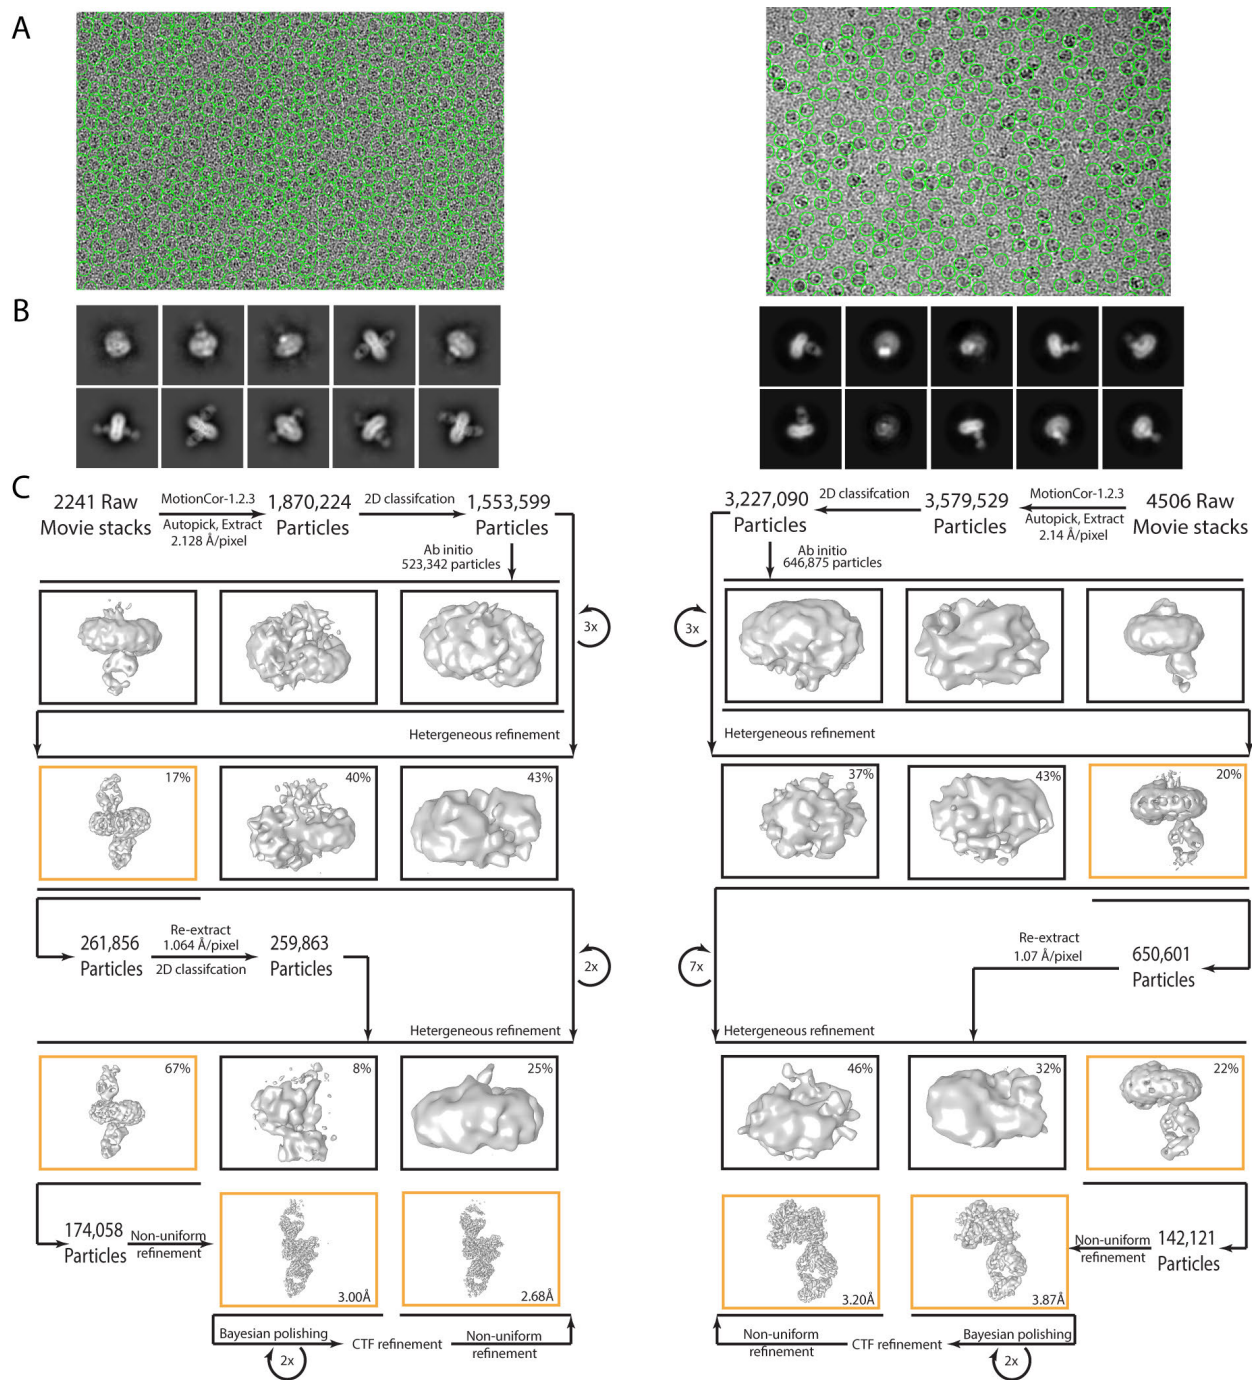 A
B
C
2241 Raw
Movie stacks
MotionCor-1.2.3
Autopick, Extract
2.128 Å/pixel
1,870,224
Particles
2D classifcation
1,553,599
Particles
Ab initio
523,342 particles
3x
Hetergeneous refinement
17%
40%
43%
261,856
Particles
Re-extract
1.064 Å/pixel
2D classifcation
259,863
Particles
2x
Hetergeneous refinement
67%
8%
25%
174,058
Particles
Non-uniform
refinement
3.00Å
2.68Å
Bayesian polishing
2x
CTF refinement
Non-uniform
refinement
3,227,090
Particles
2D classifcation
3,579,529
Particles
MotionCor-1.2.3
Autopick, Extract
2.14 Å/pixel
4506 Raw
Movie stacks
Ab initio
646,875 particles
3x
Hetergeneous refinement
37%
43%
20%
Re-extract
1.07 Å/pixel
650,601
Particles
7x
Hetergeneous refinement
46%
32%
22%
3.20Å
3.87Å
Non-uniform
refinement
142,121
Particles
Non-uniform
refinement
CTF refinement
Bayesian polishing
2x